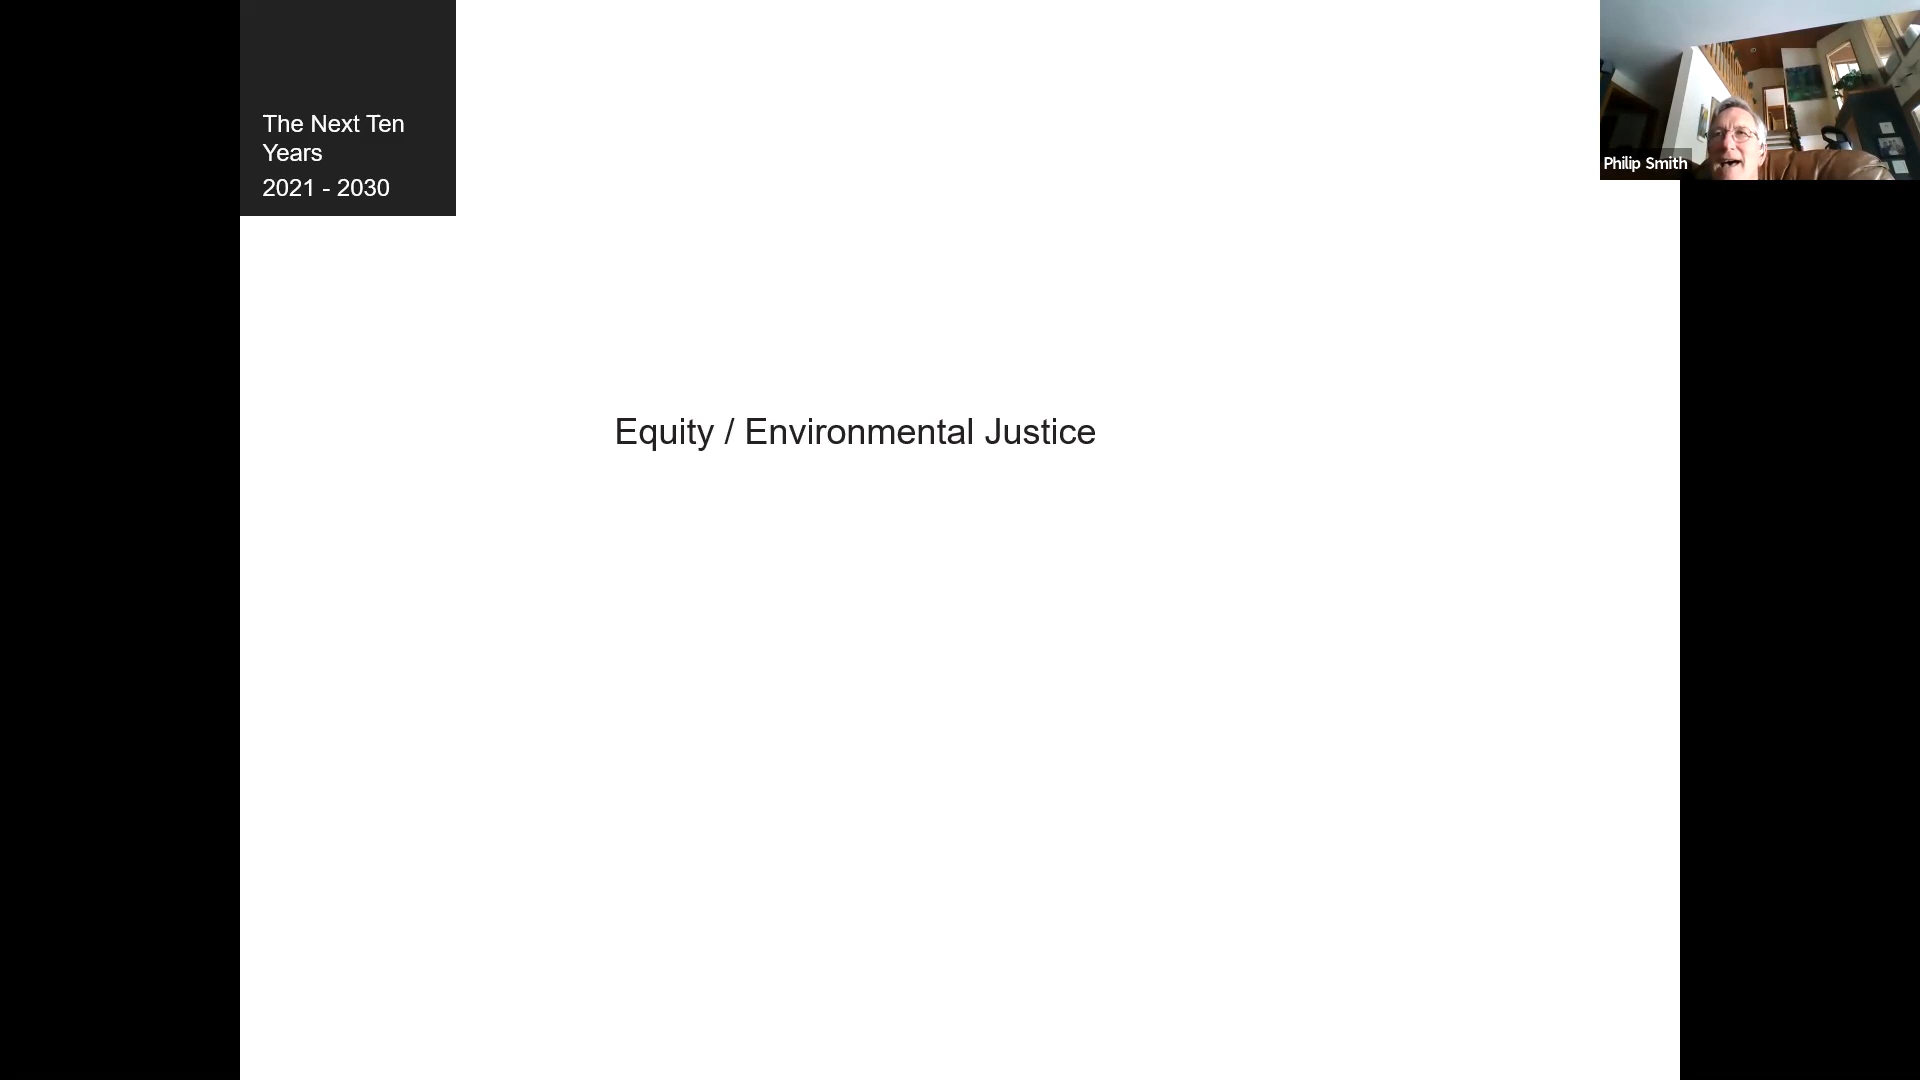 The Next Ten
Years
2021 - 2030
Philip Smith
Equity / Environmental Justice